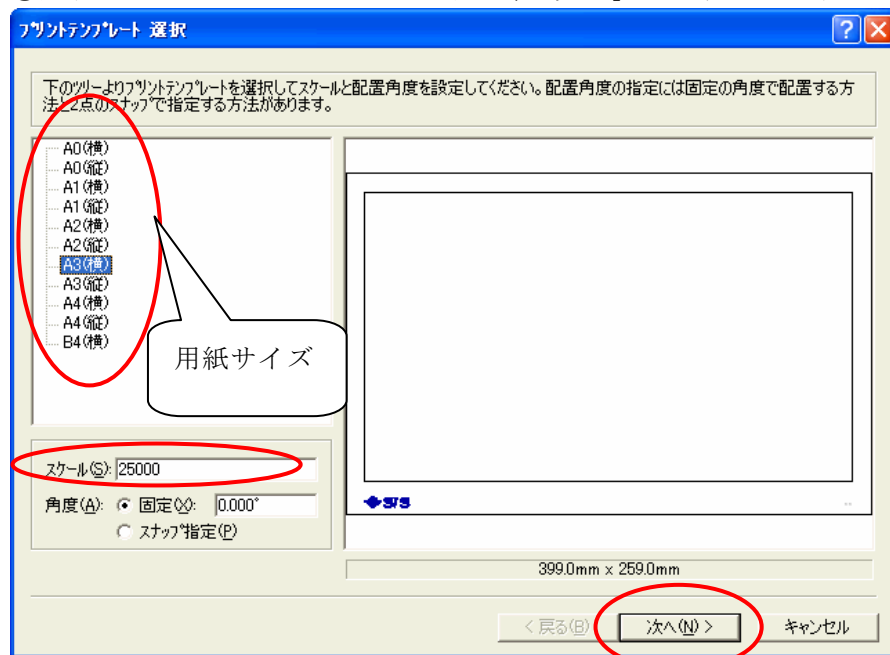 プリントテンプレート 選択
下のツリーよりプリントテンプレートを選択してスケールと配置角度を設定してください。配置角度の指定には固定の角度で配置する方
法と2点のスナップで指定する方法があります。
A0(横)
A0(縦)
A1(横)
A1(縦)
A2(横)
A2(縦)
A3(横)
A3(縦)
A4(横)
A4(縦)
B4(横)
用紙サイズ
スケール(S): 25000
角度(A): 固定(X): 0.000°
スナップ指定(P)
SIS
399.0mm x 259.0mm
< 戻る(B) 次へ(N) > キャンセル